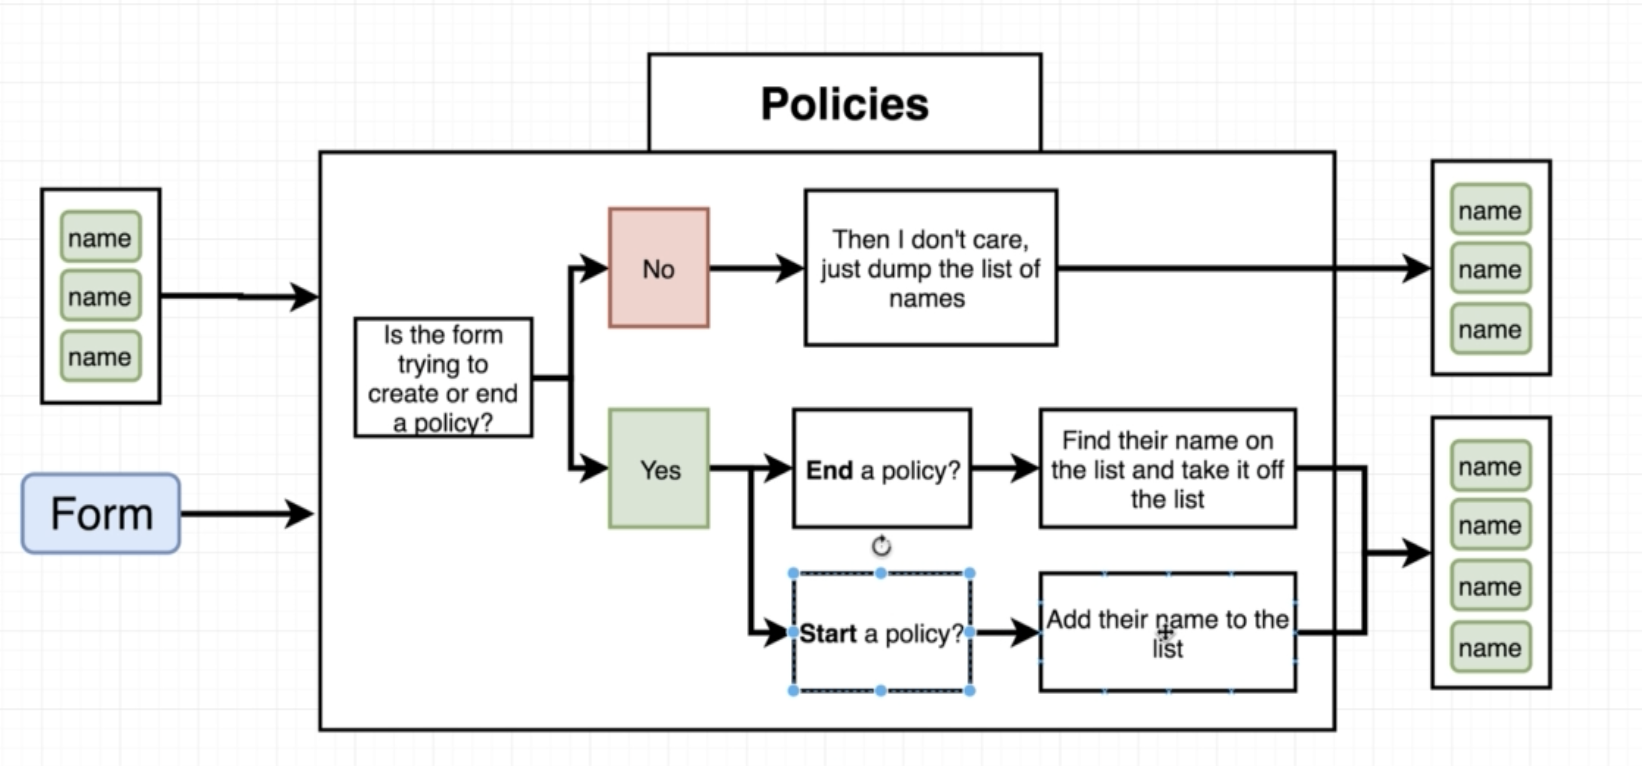 Policies
name
name
name
Form
Is the form
trying to
create or end
a policy?
No
Then I don't care,
just dump the list of
names
Yes
End a policy?
Find their name on
the list and take it off
the list
Start a policy?
Add their name to the
list
name
name
name
name
name
name
name